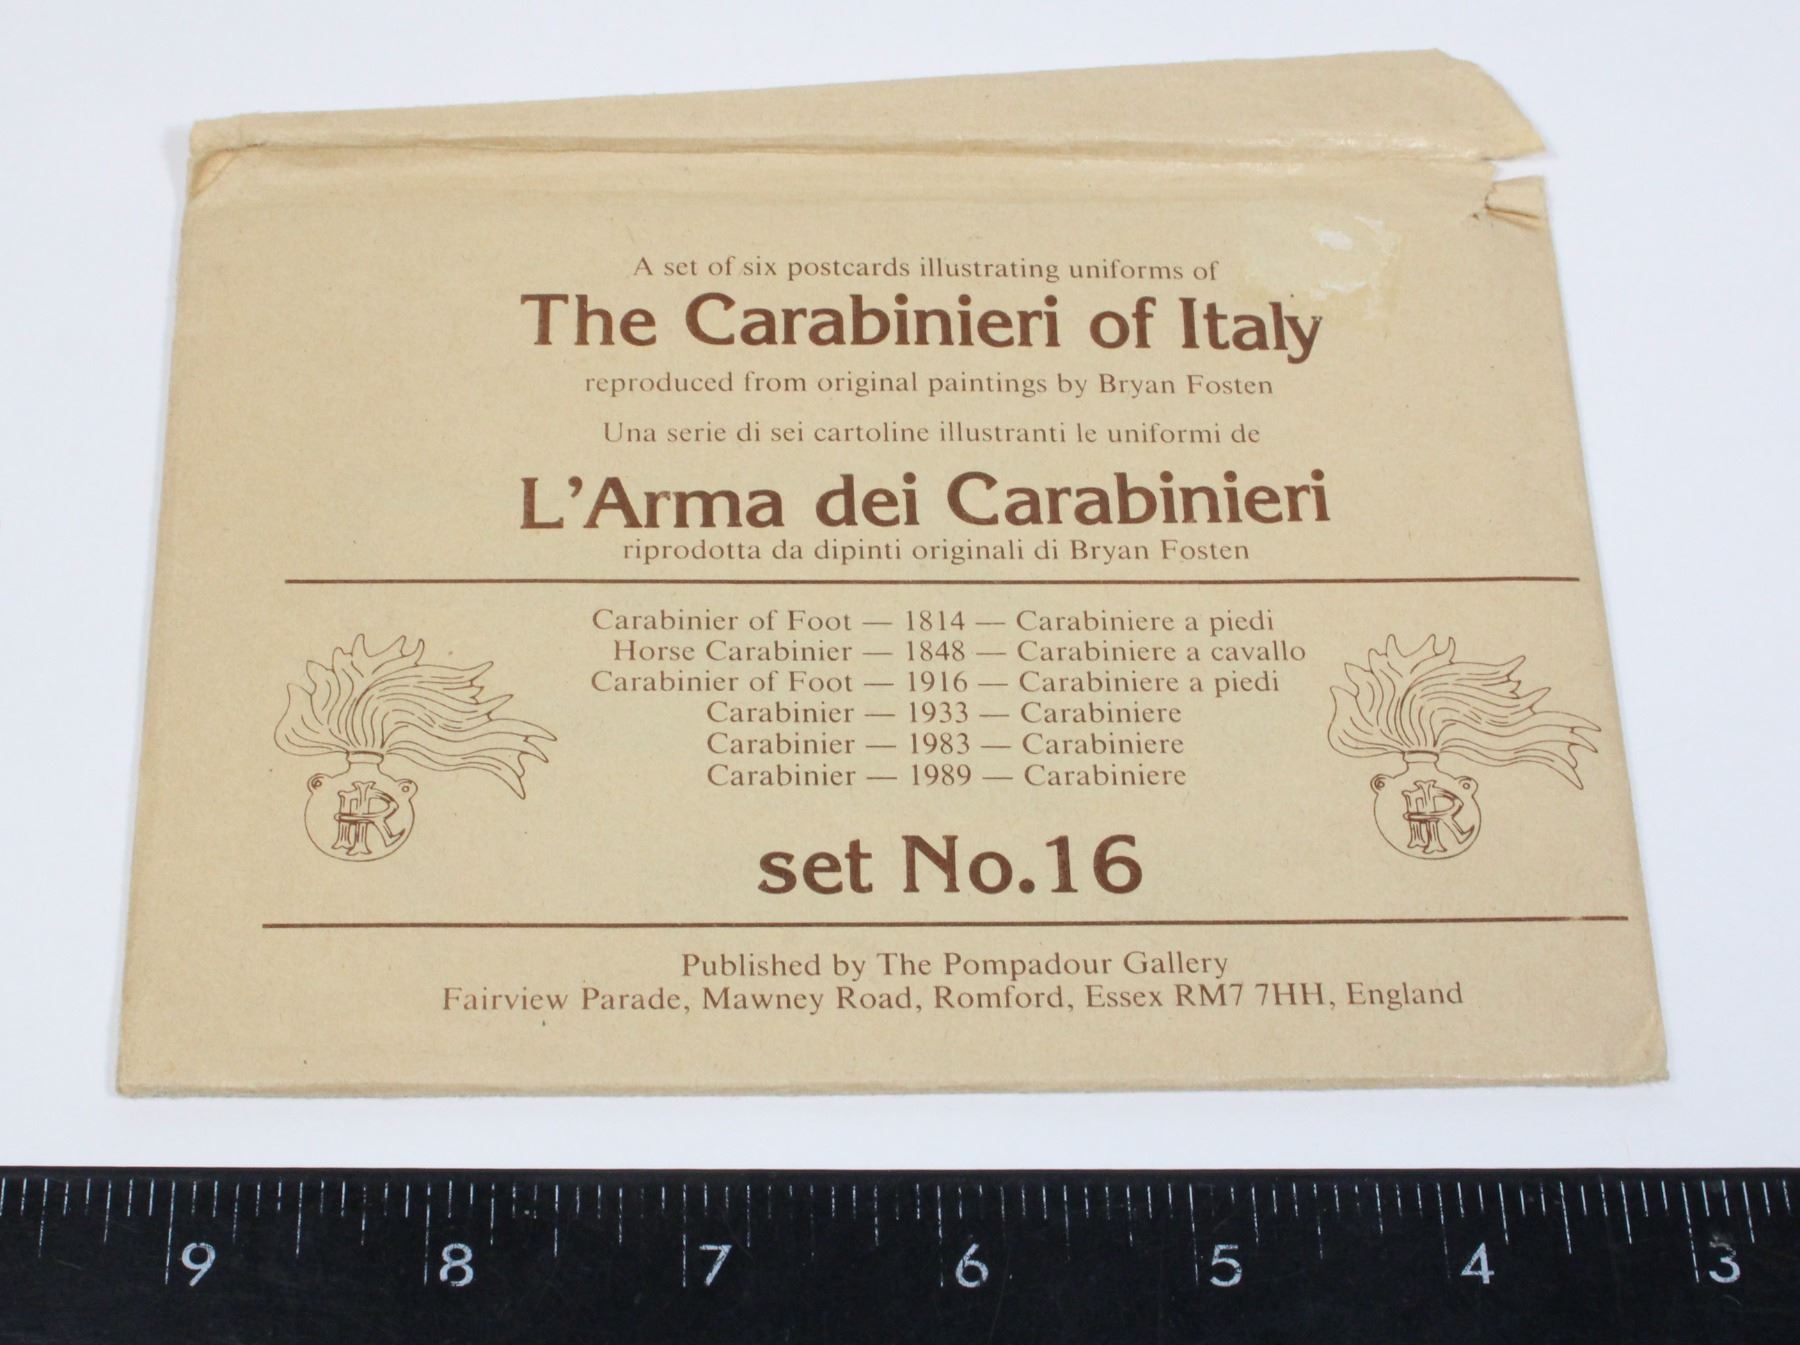 A set of six postcards illustrating uniforms of
The Carabinieri of Italy
reproduced from original paintings by Bryan Fosten
Una serie di sei cartoline illustranti le uniformi de
L'Arma dei Carabinieri
riprodotta da dipinti originali di Bryan Fosten
Carabinier of Foot — 1814 — Carabiniere a piedi
Horse Carabinier — 1848 — Carabiniere a cavallo
Carabinier of Foot — 1916 — Carabiniere a piedi
Carabinier — 1933 — Carabiniere
Carabinier — 1983 — Carabiniere
Carabinier — 1989 — Carabiniere
set No.16
Published by The Pompadour Gallery
Fairview Parade, Mawney Road, Romford, Essex RM7 7HH, England
9 8 7 6 5 4 3